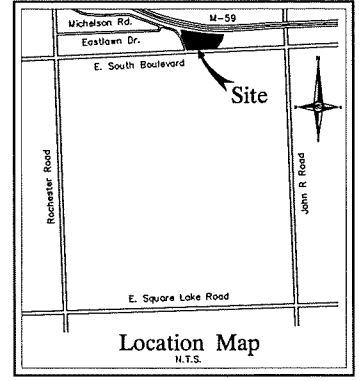 Michelson Rd.
M-59
Eastlawn Dr.
E. South Boulevard
Site
Rochester Road
John R Road
E. Square Lake Road
Location Map
N.T.S.